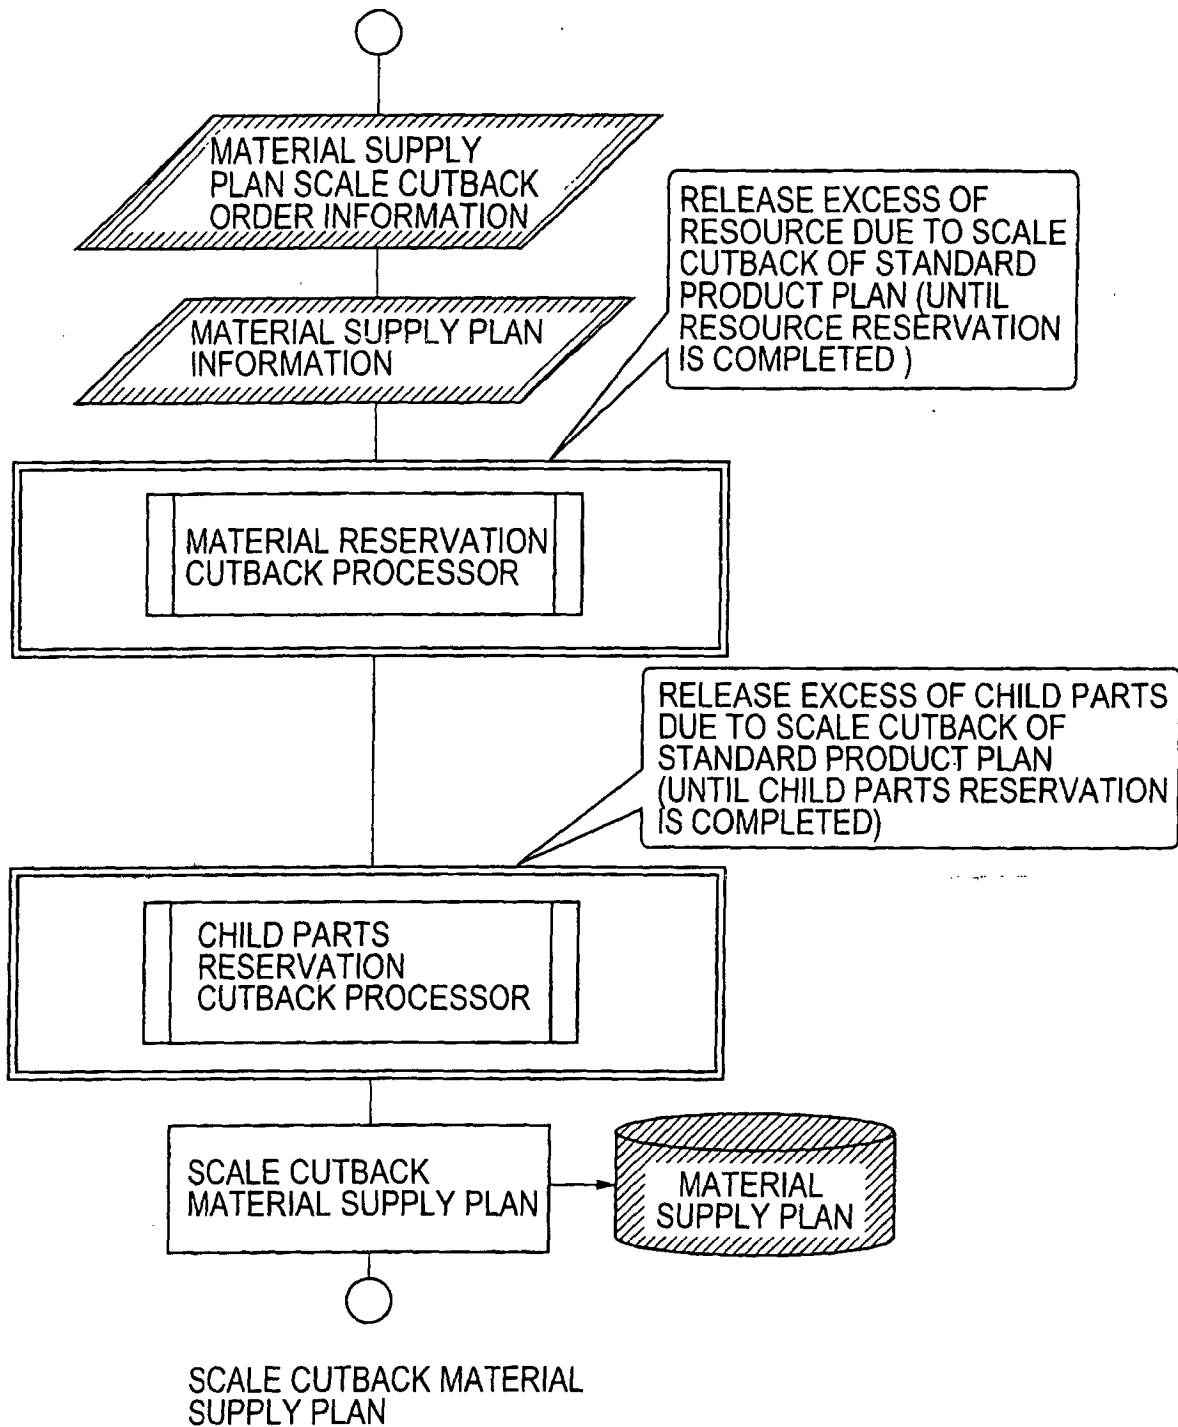 MATERIAL SUPPLY
PLAN SCALE CUTBACK
ORDER INFORMATION
RELEASE EXCESS OF
RESOURCE DUE TO SCALE
CUTBACK OF STANDARD
PRODUCT PLAN (UNTIL
RESOURCE RESERVATION
IS COMPLETED )
MATERIAL SUPPLY PLAN
INFORMATION
MATERIAL RESERVATION
CUTBACK PROCESSOR
RELEASE EXCESS OF CHILD PARTS
DUE TO SCALE CUTBACK OF
STANDARD PRODUCT PLAN
(UNTIL CHILD PARTS RESERVATION
IS COMPLETED)
CHILD PARTS
RESERVATION
CUTBACK PROCESSOR
SCALE CUTBACK
MATERIAL SUPPLY PLAN
MATERIAL
SUPPLY PLAN
SCALE CUTBACK MATERIAL
SUPPLY PLAN